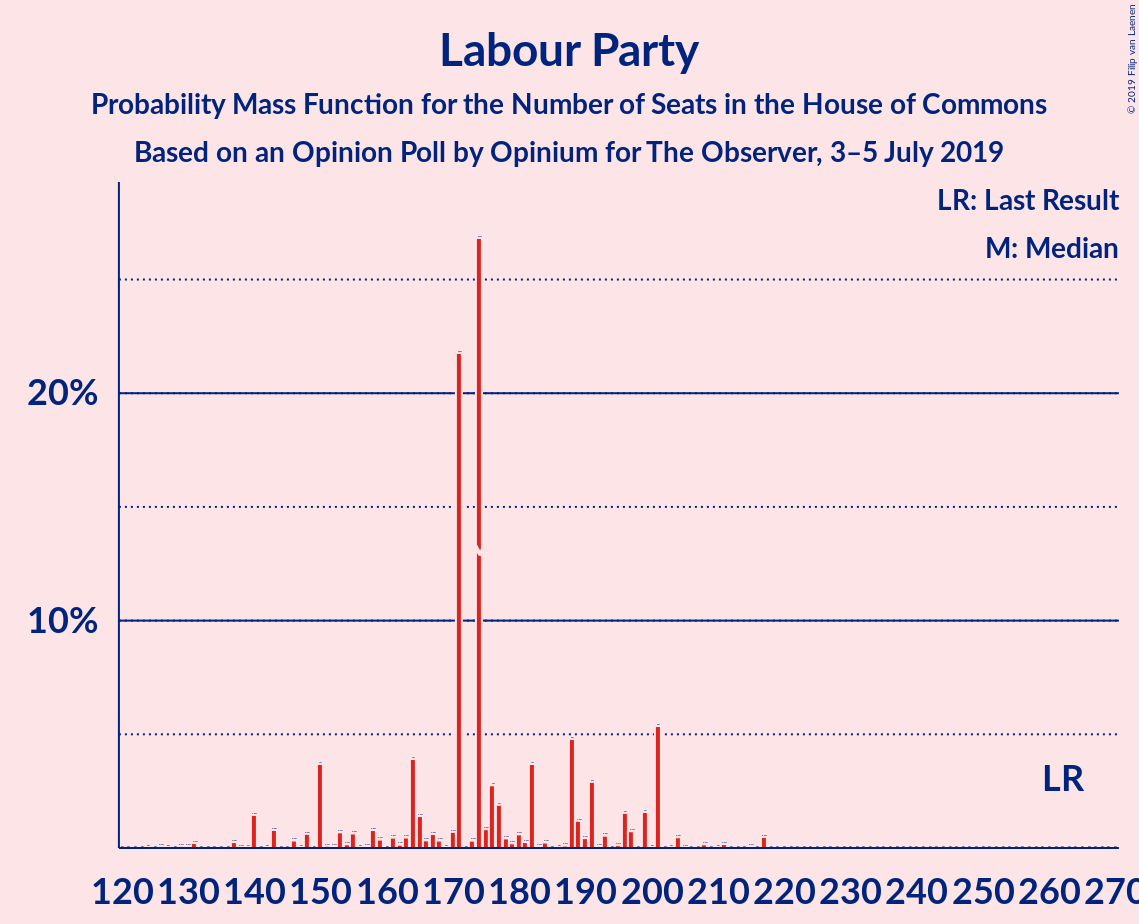 Labour Party
Probability Mass Function for the Number of Seats in the House of Commons
Based on an Opinion Poll by Opinium for The Observer, 3–5 July 2019
© 2019 Filip van Laenen
LR: Last Result
M: Median
20%
10%
LR
120 130 140 150 160 170 180 190 200 210 220 230 240 250 260 270